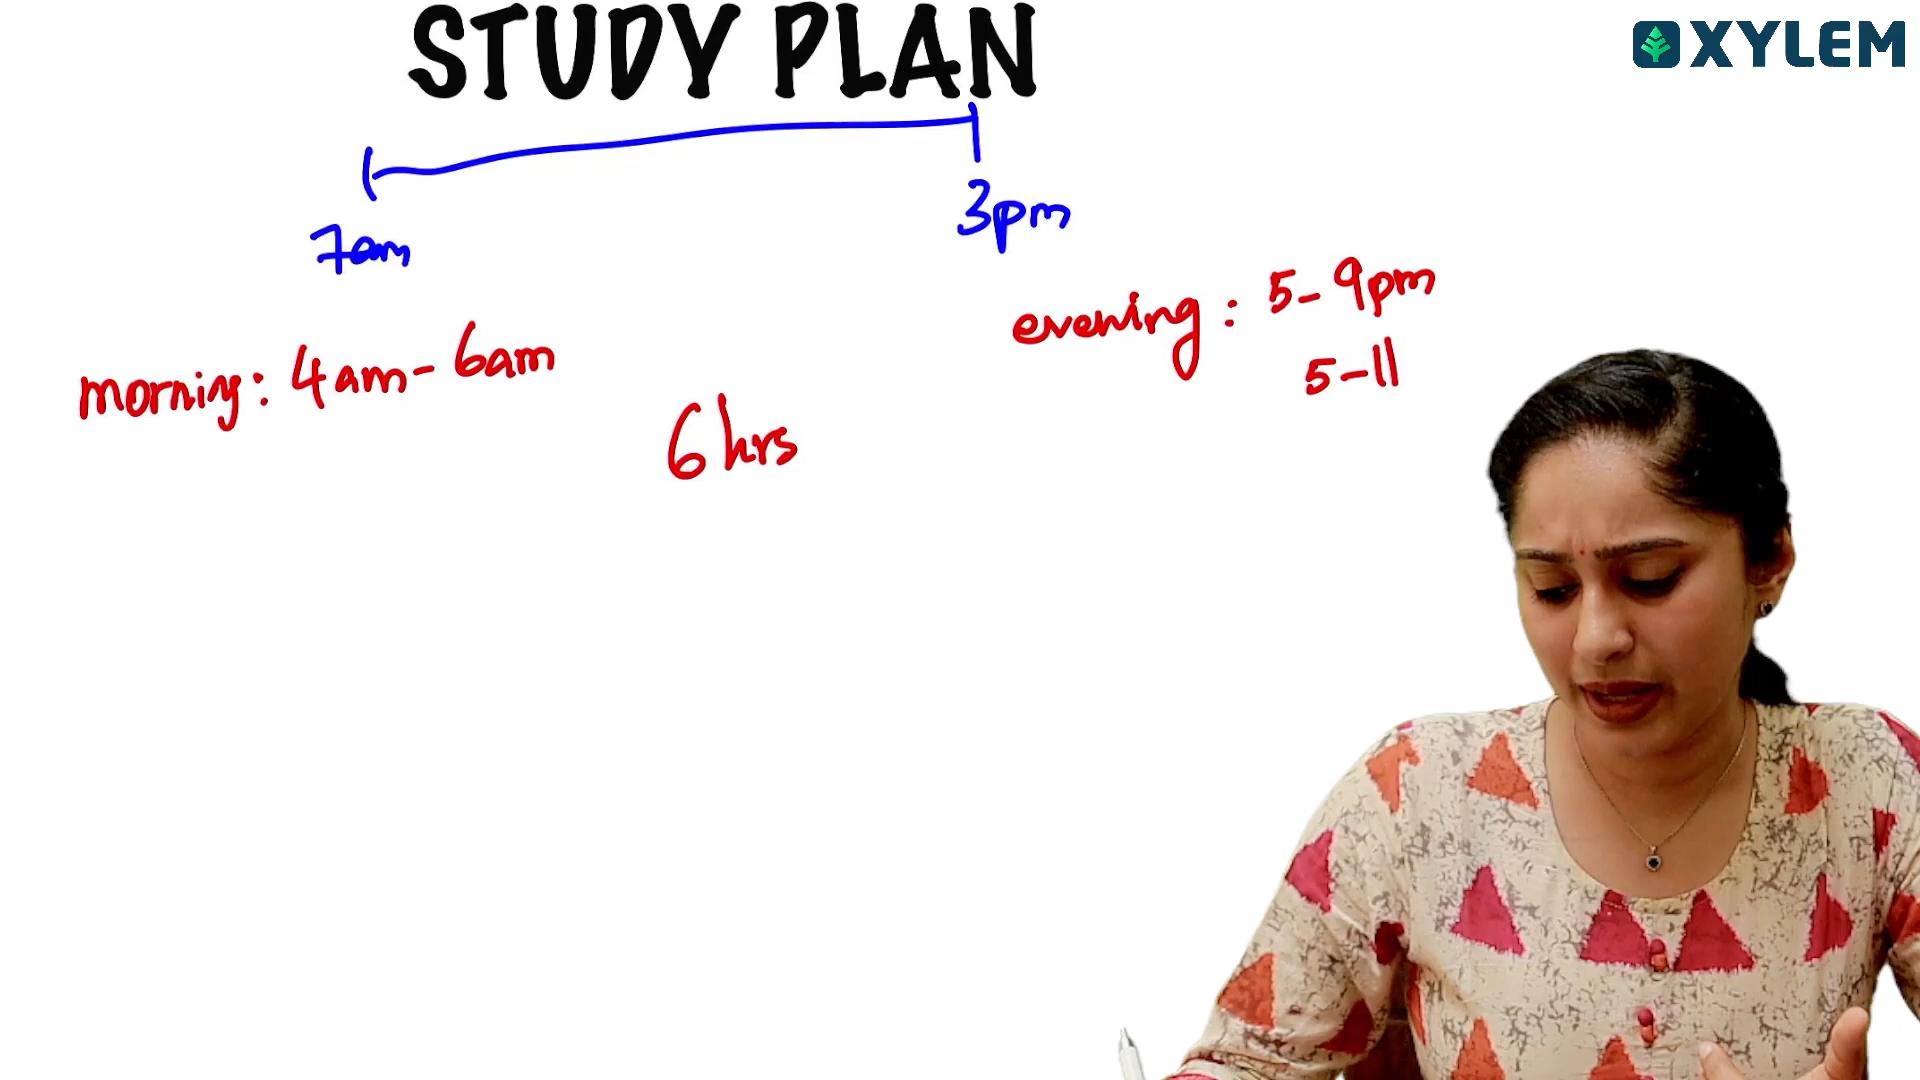 STUDY PLAN
XYLEM
7am
3pm
morning: 4am - 6am
evening: 5 - 9pm
5 - 11
6 hrs